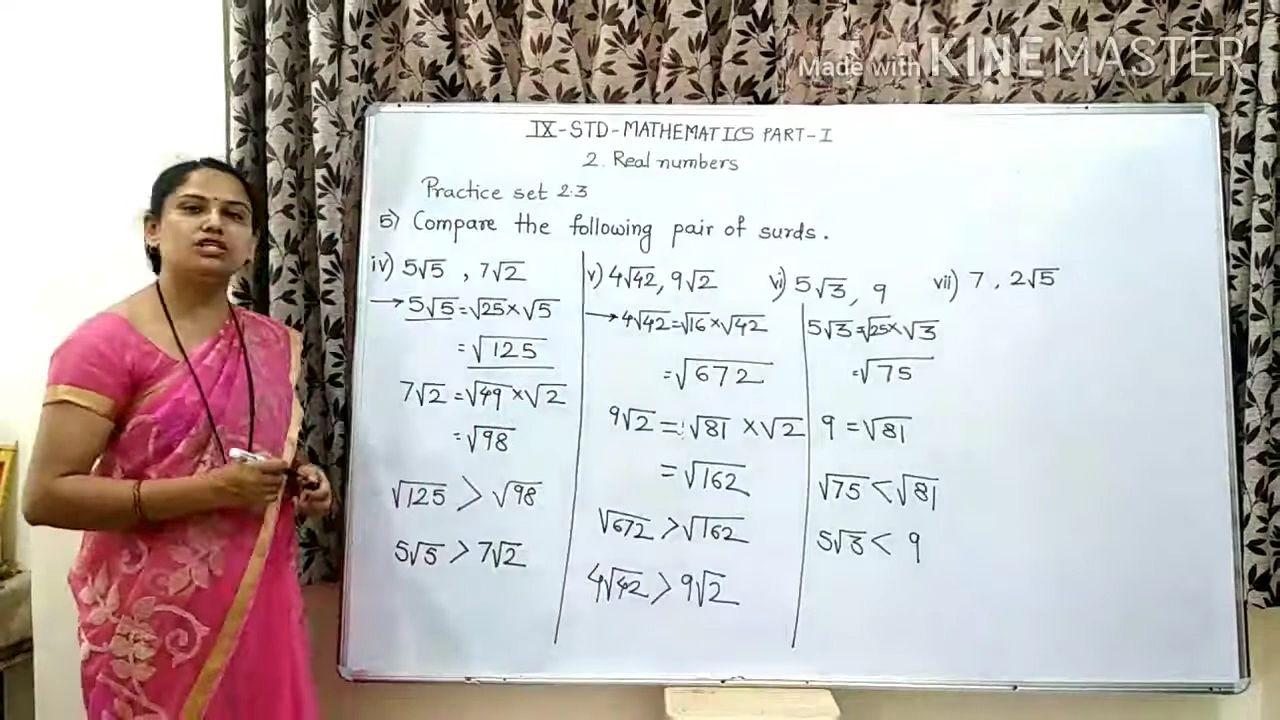 Made with KINEMASTER
IX-STD-MATHEMATICS PART-I
2. Real numbers
Practice set 2.3
5) Compare the following pair of surds.
iv) 5√5 , 7√2
→ 5√5 = √25 × √5
= √125
7√2 = √49 × √2
= √98
√125 > √98
5√5 > 7√2
v) 4√42, 9√2
→ 4√42 = √16 × √42
= √672
9√2 = √81 × √2
= √162
√672 > √162
4√42 > 9√2
vi) 5√3, 9
5√3 = √25 × √3
= √75
9 = √81
√75 < √81
5√3 < 9
vii) 7 , 2√5